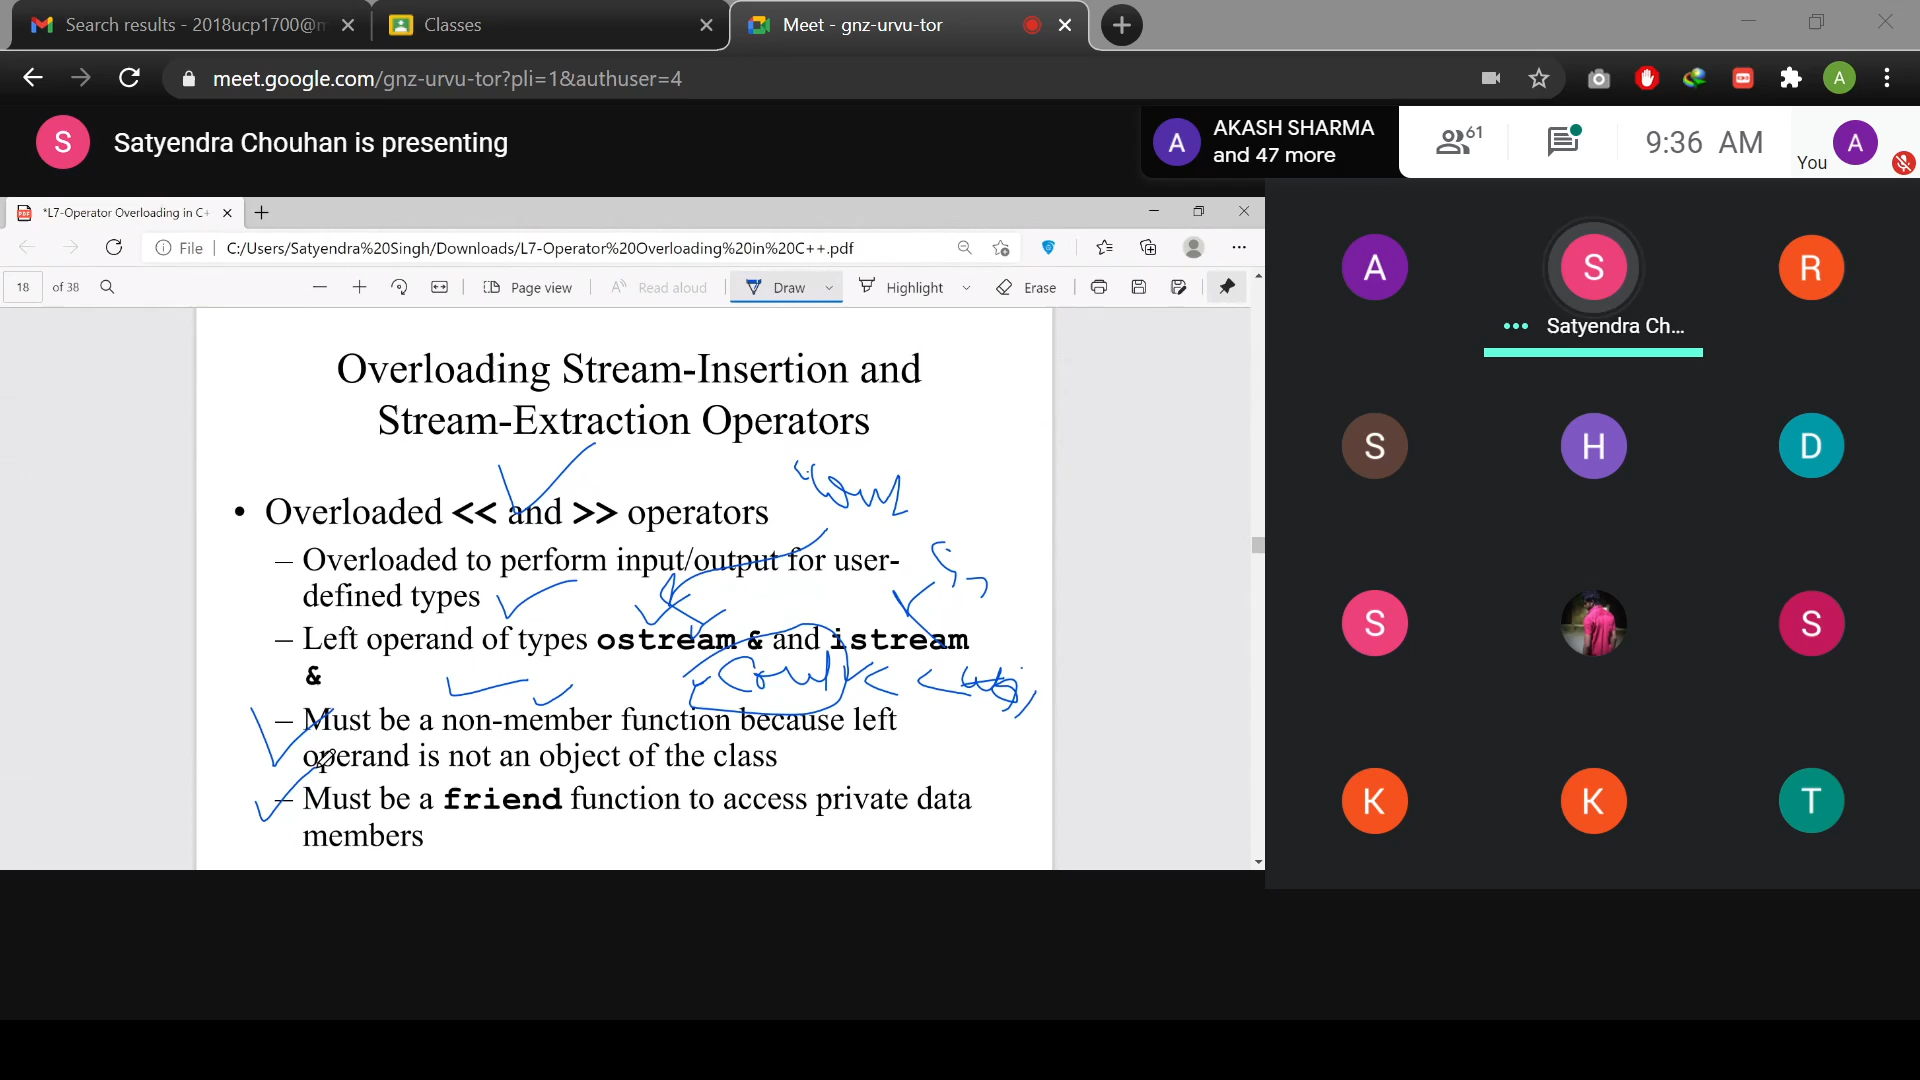 Search results - 2018ucp1700@m
Classes
Meet - gnz-urvu-tor
meet.google.com/gnz-urvu-tor?pli=1&authuser=4
A
S
Satyendra Chouhan is presenting
A
AKASH SHARMA
and 47 more
61
9:36 AM
You
A
*L7-Operator Overloading in C+
File
C:/Users/Satyendra%20Singh/Downloads/L7-Operator%20Overloading%20in%20C++.pdf
18 of 38
Page view
Read aloud
Draw
Highlight
Erase
Overloading Stream-Insertion and
Stream-Extraction Operators
cout
• Overloaded << and >> operators
– Overloaded to perform input/output for user-
defined types
– Left operand of types ostream & and istream
&
cout <<
– Must be a non-member function because left
operand is not an object of the class
– Must be a friend function to access private data
members
A
S
R
Satyendra Ch...
S
H
D
S
S
K
K
T